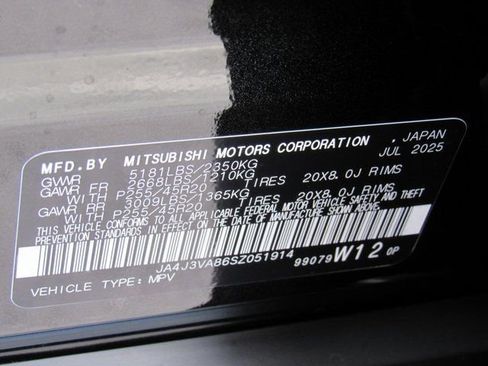 MFD.BY MITSUBISHI MOTORS CORPORATION , JAPAN
GVWR 5181LBS/2350KG JUL 2025
GAWR FR 2668LBS/1210KG
WITH P255/45R20 TIRES 20X8.0J RIMS
GAWR RR 3009LBS/1365KG
WITH P255/45R20 TIRES 20X8.0J RIMS
THIS VEHICLE CONFORMS TO ALL APPLICABLE FEDERAL MOTOR VEHICLE SAFETY, BUMPER AND THEFT
PREVENTION STANDARDS IN EFFECT ON THE DATE OF MANUFACTURE SHOWN ABOVE.
JA4J3VA86SZ051914 99079 W12 0P
VEHICLE TYPE: MPV